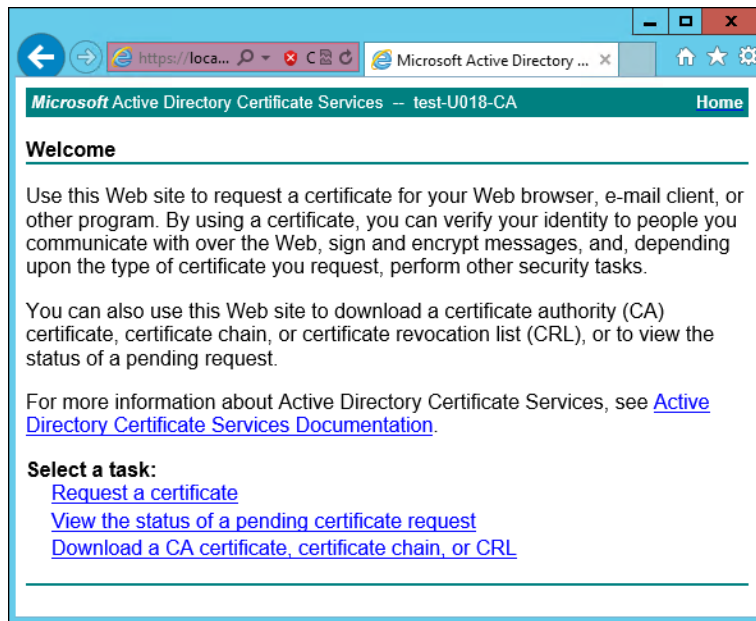 https://loca...
Microsoft Active Directory ...
Microsoft Active Directory Certificate Services -- test-U018-CA Home
Welcome
Use this Web site to request a certificate for your Web browser, e-mail client, or
other program. By using a certificate, you can verify your identity to people you
communicate with over the Web, sign and encrypt messages, and, depending
upon the type of certificate you request, perform other security tasks.
You can also use this Web site to download a certificate authority (CA)
certificate, certificate chain, or certificate revocation list (CRL), or to view the
status of a pending request.
For more information about Active Directory Certificate Services, see Active
Directory Certificate Services Documentation.
Select a task:
Request a certificate
View the status of a pending certificate request
Download a CA certificate, certificate chain, or CRL